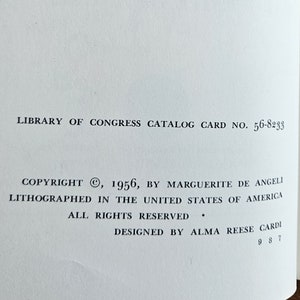 LIBRARY OF CONGRESS CATALOG CARD NO. 56-8233
COPYRIGHT ©, 1956, BY MARGUERITE DE ANGELI
LITHOGRAPHED IN THE UNITED STATES OF AMERICA
ALL RIGHTS RESERVED •
DESIGNED BY ALMA REESE CARDI
9 8 7